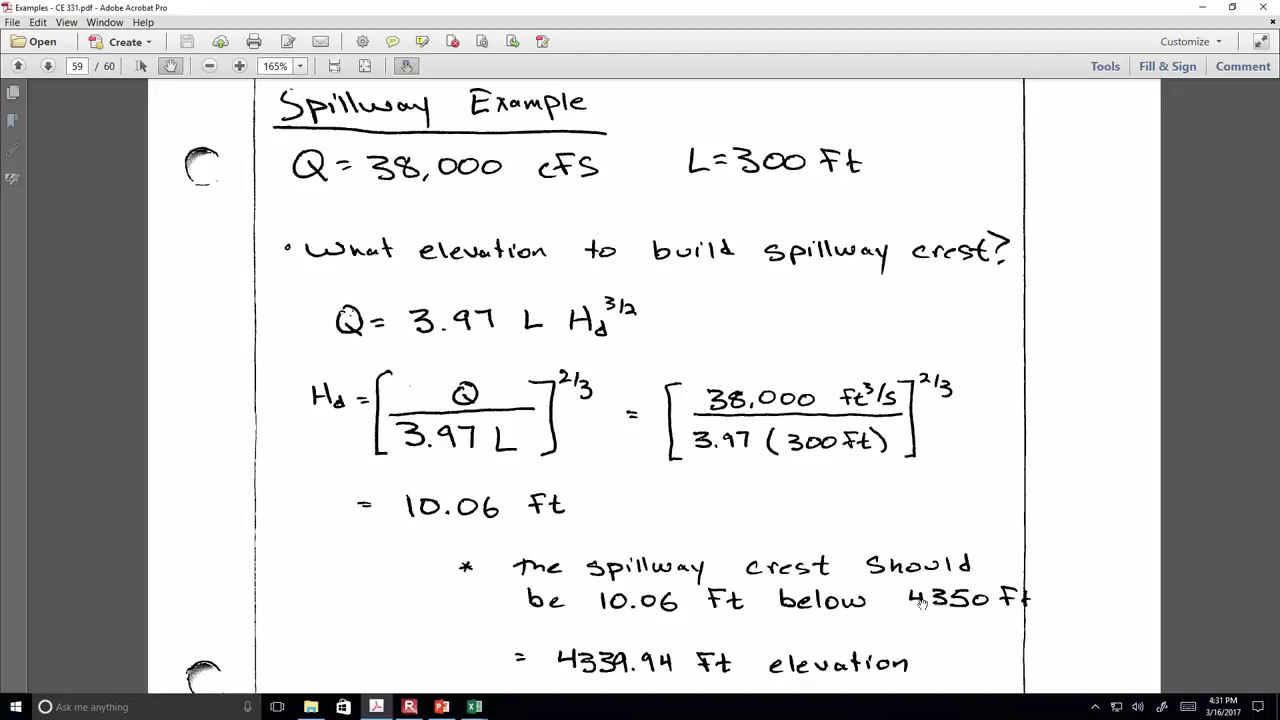 Examples - CE 331.pdf - Adobe Acrobat Pro
File Edit View Window Help
Open Create Customize
59 / 60 165% Tools Fill & Sign Comment
Spillway Example
Q = 38,000 cfs L = 300 ft
• What elevation to build spillway crest?
Q = 3.97 L Hd^3/2
Hd = [Q / 3.97 L]^2/3 = [38,000 ft³/s / 3.97 (300 ft)]^2/3
= 10.06 ft
* The spillway crest should
be 10.06 ft below 4350 ft
= 4339.94 ft elevation
Ask me anything
4:31 PM
3/16/2017